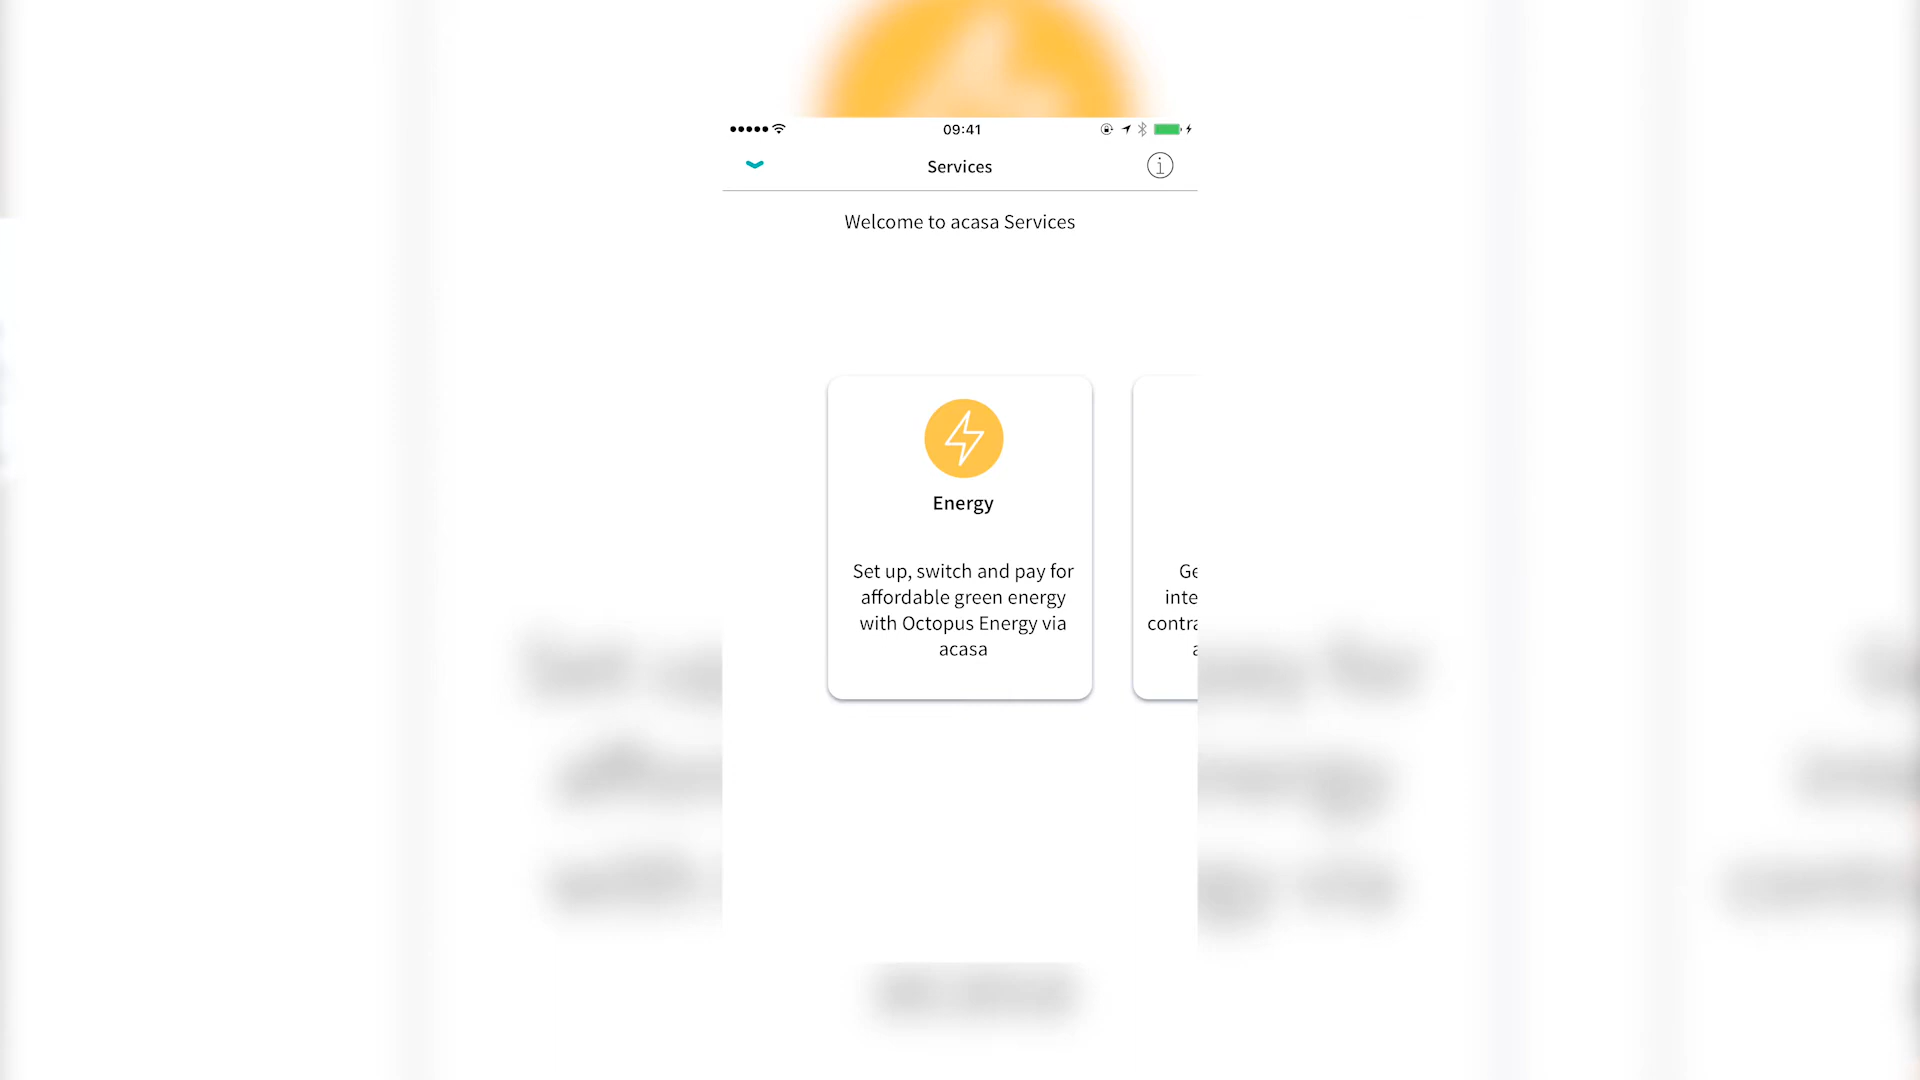 09:41
Services
Welcome to acasa Services
Energy
Set up, switch and pay for
affordable green energy
with Octopus Energy via
acasa